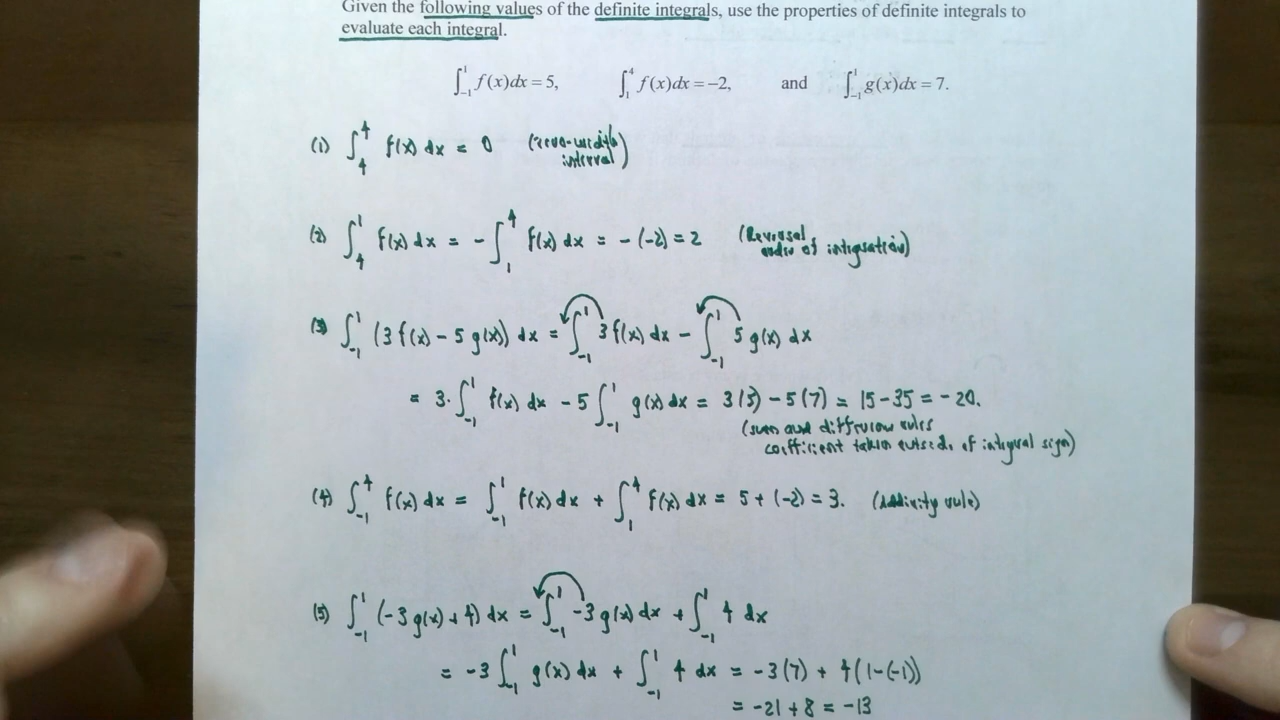 Given the following values of the definite integrals, use the properties of definite integrals to
evaluate each integral.
∫_{-1}^{1} f(x)dx = 5, ∫_{1}^{4} f(x)dx = −2, and ∫_{-1}^{1} g(x)dx = 7.
(1) ∫_{4}^{4} f(x) dx = 0 (zero-width
interval)
(2) ∫_{4}^{1} f(x) dx = - ∫_{1}^{4} f(x) dx = - (-2) = 2 (Reversal
order of integration)
(3) ∫_{-1}^{1} (3 f(x) - 5 g(x)) dx = ∫_{-1}^{1} 3 f(x) dx - ∫_{-1}^{1} 5 g(x) dx
= 3·∫_{-1}^{1} f(x) dx - 5 ∫_{-1}^{1} g(x) dx = 3(5) - 5(7) = 15 - 35 = - 20.
(sum and difference rules
coefficient taken outside of integral sign)
(4) ∫_{-1}^{4} f(x) dx = ∫_{-1}^{1} f(x) dx + ∫_{1}^{4} f(x) dx = 5 + (-2) = 3. (Additivity rule)
(5) ∫_{-1}^{1} (-3 g(x) + 4) dx = ∫_{-1}^{1} -3 g(x) dx + ∫_{-1}^{1} 4 dx
= -3 ∫_{-1}^{1} g(x) dx + ∫_{-1}^{1} 4 dx = -3(7) + 4(1-(-1))
= -21 + 8 = -13